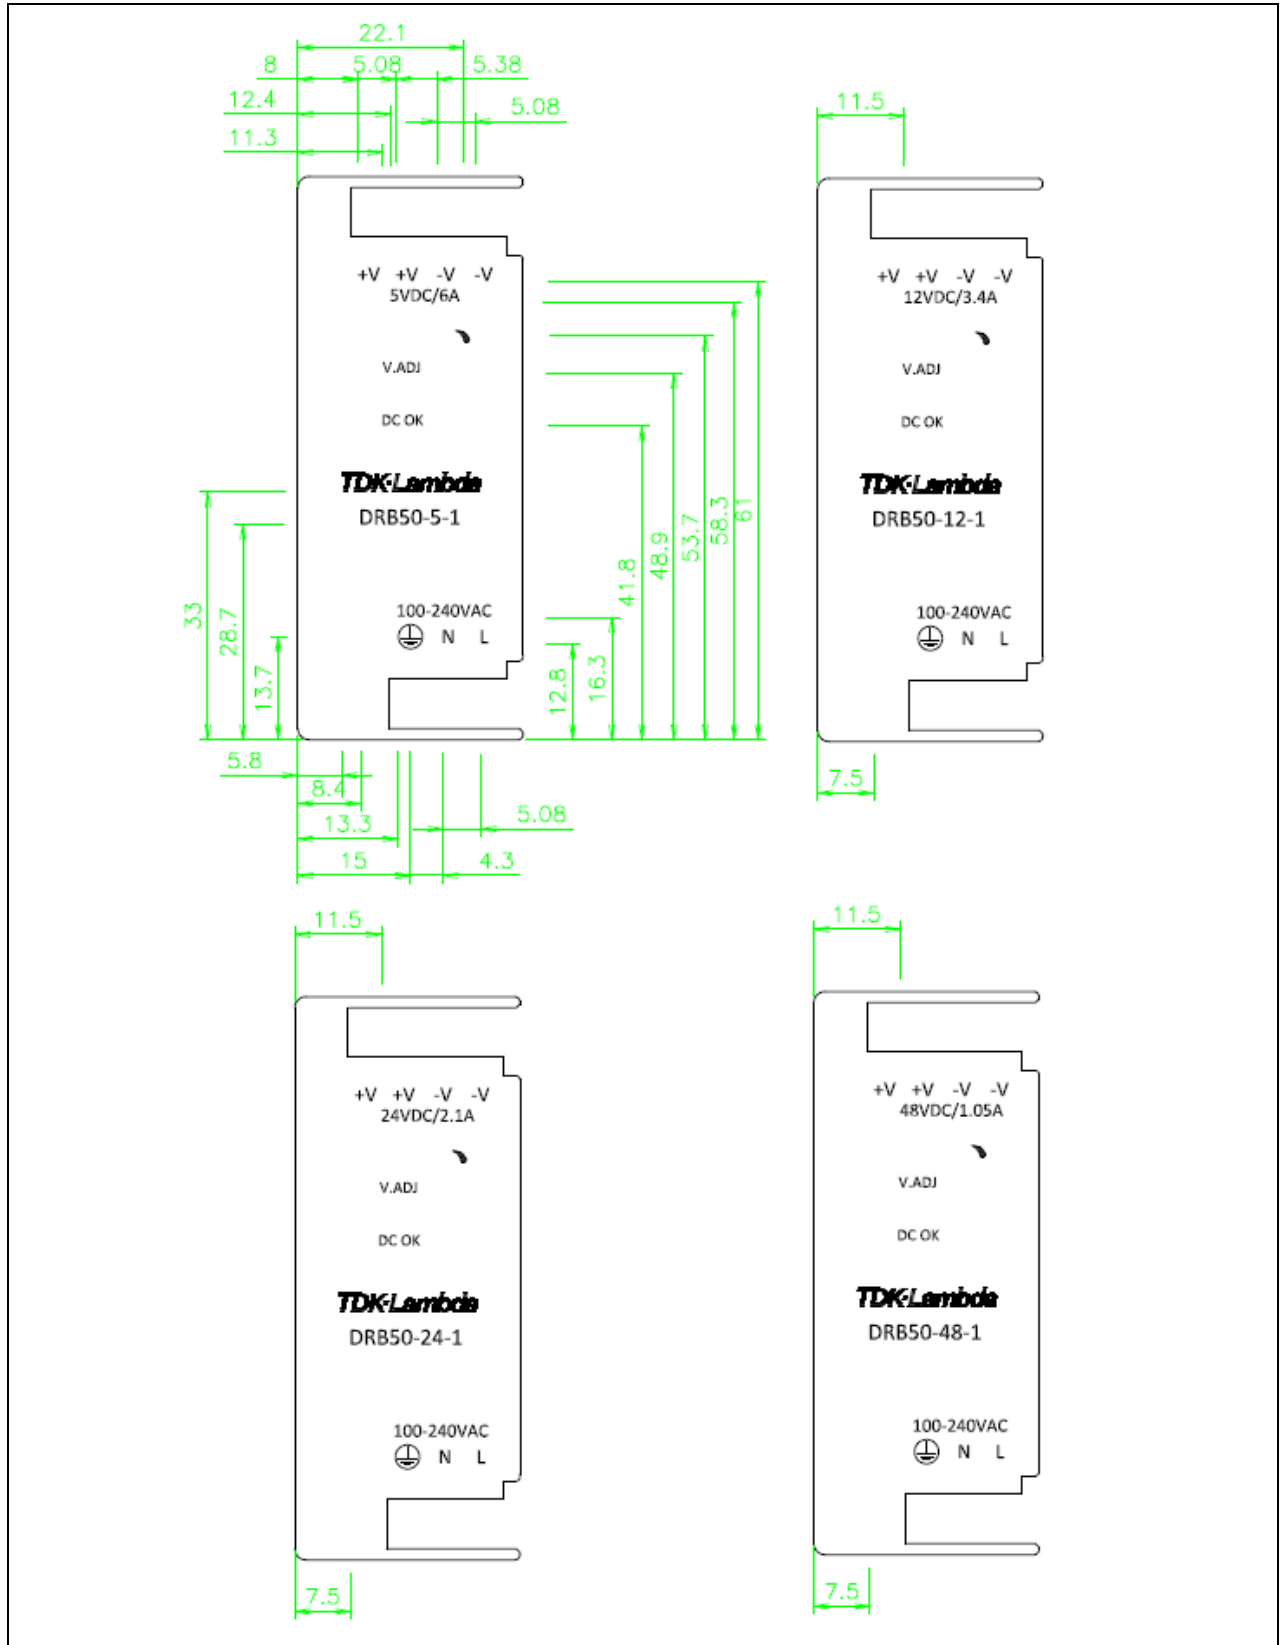 22.1
8 5.08 5.38
12.4 5.08
11.3
+V +V -V -V
5VDC/6A
V.ADJ
DC OK
TDK·Lambda
DRB50-5-1
100-240VAC
N L
33
28.7
13.7
12.8
16.3
41.8
48.9
53.7
58.3
61
5.8
8.4
13.3 5.08
15 4.3
11.5
+V +V -V -V
12VDC/3.4A
V.ADJ
DC OK
TDK·Lambda
DRB50-12-1
100-240VAC
N L
7.5
11.5
+V +V -V -V
24VDC/2.1A
V.ADJ
DC OK
TDK·Lambda
DRB50-24-1
100-240VAC
N L
7.5
11.5
+V +V -V -V
48VDC/1.05A
V.ADJ
DC OK
TDK·Lambda
DRB50-48-1
100-240VAC
N L
7.5